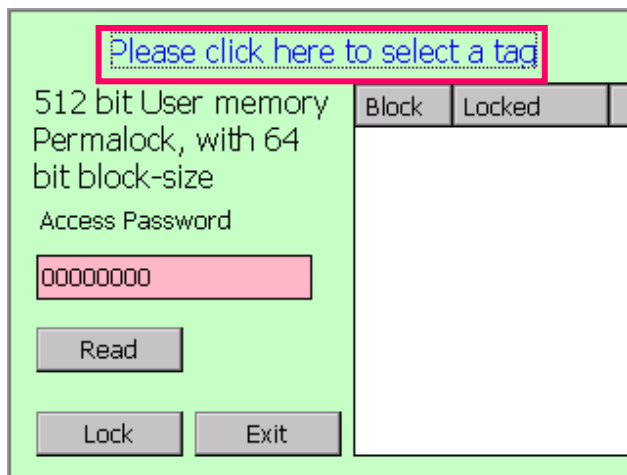 Please click here to select a tag
512 bit User memory
Permalock, with 64
bit block-size
Block Locked
Access Password
00000000
Read
Lock Exit